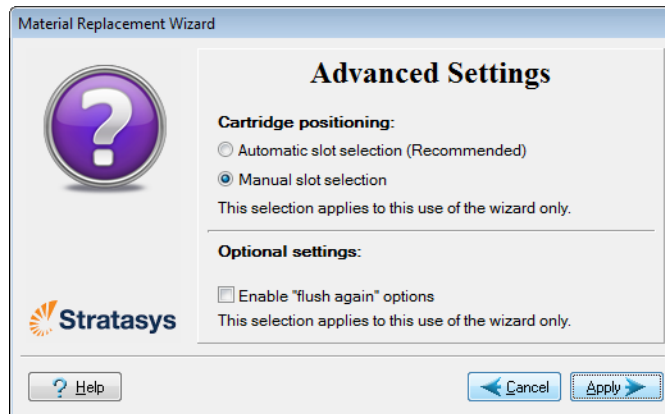 Material Replacement Wizard
Advanced Settings
Cartridge positioning:
Automatic slot selection (Recommended)
Manual slot selection
This selection applies to this use of the wizard only.
Optional settings:
Enable "flush again" options
This selection applies to this use of the wizard only.
Stratasys
? Help
Cancel
Apply